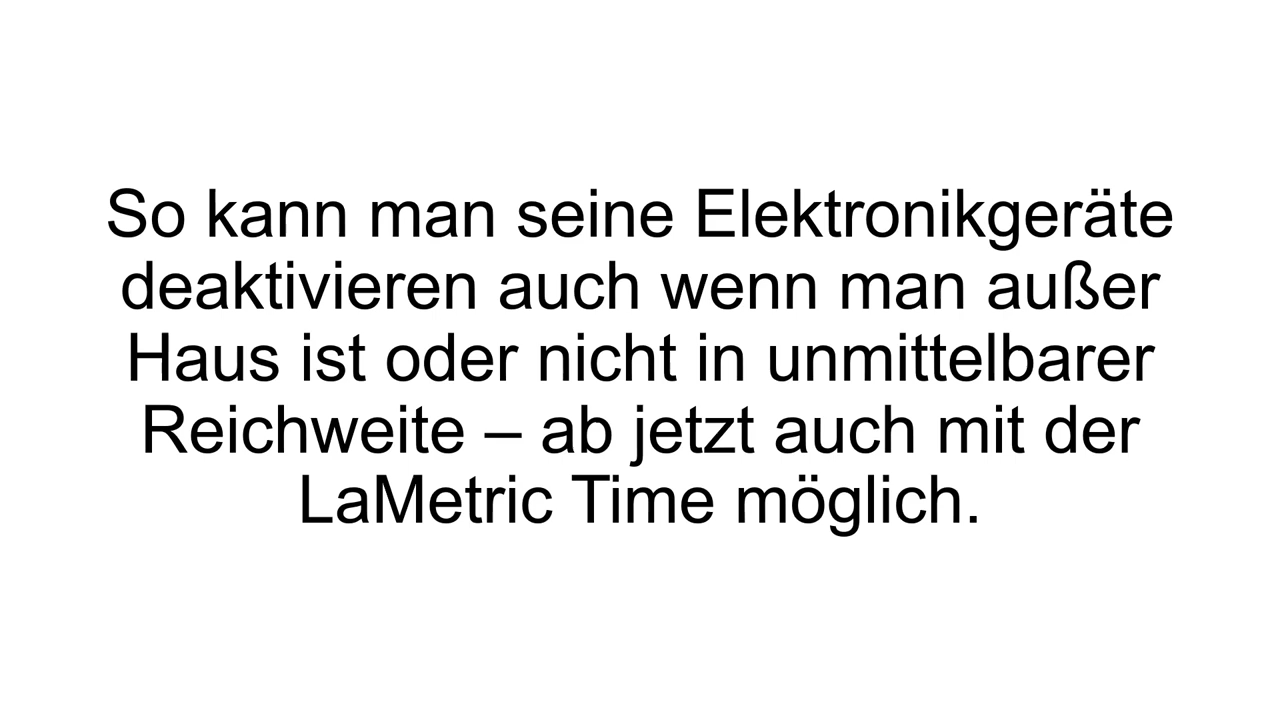 So kann man seine Elektronikgeräte
deaktivieren auch wenn man außer
Haus ist oder nicht in unmittelbarer
Reichweite – ab jetzt auch mit der
LaMetric Time möglich.